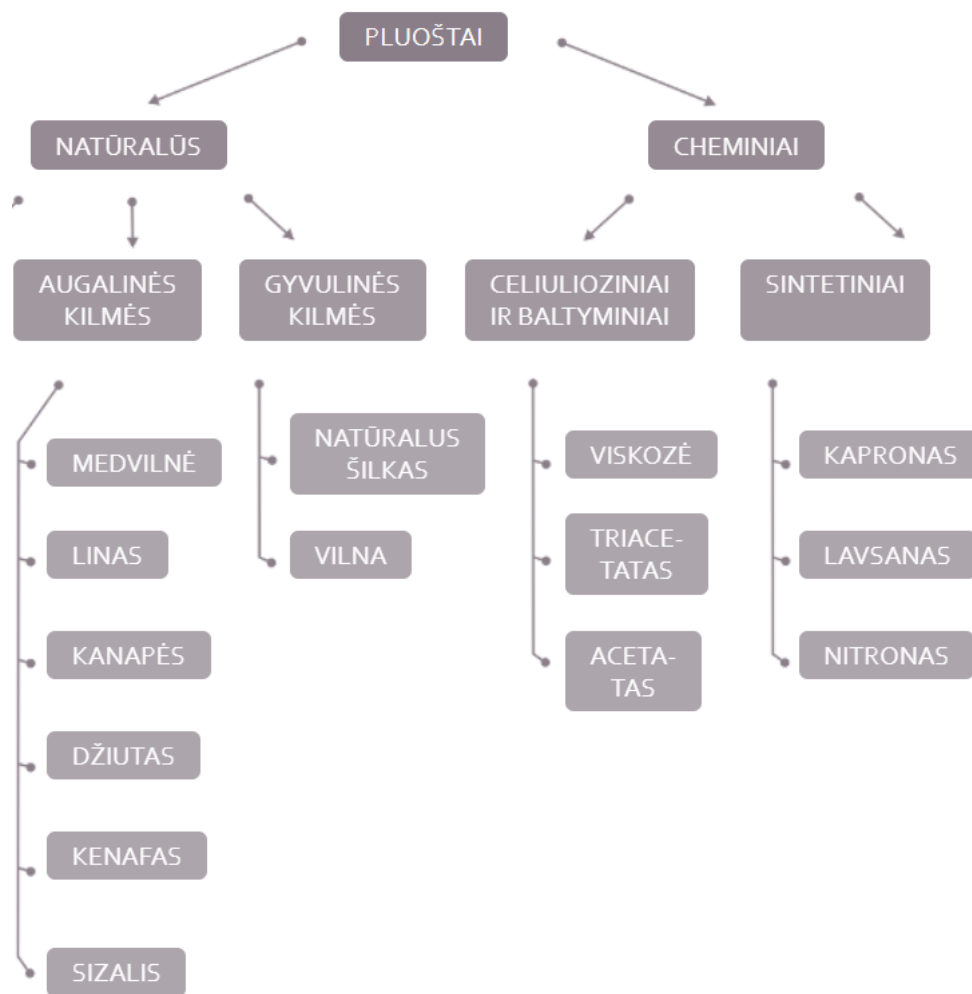 PLUOŠTAI
NATŪRALŪS
CHEMINIAI
AUGALINĖS
KILMĖS
GYVULINĖS
KILMĖS
CELIULIOZINIAI
IR BALTYMINIAI
SINTETINIAI
MEDVILNĖ
LINAS
KANAPĖS
DŽIUTAS
KENAFAS
SIZALIS
NATŪRALUS
ŠILKAS
VILNA
VISKOZĖ
TRIACE-
TATAS
ACETA-
TAS
KAPRONAS
LAVSANAS
NITRONAS